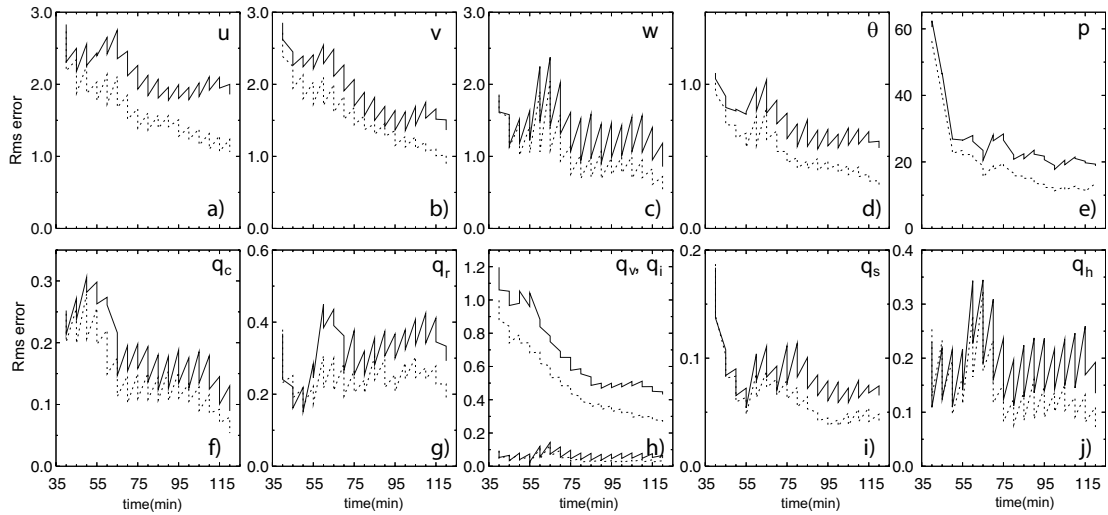 3.0 u 3.0 v 3.0 w θ 60 p
2.0 2.0 2.0 1.0 40
Rms error
1.0 1.0 1.0 20
0.0 a) 0.0 b) 0.0 c) 0.0 d) 0 e)
q_c 0.6 q_r 1.2 q_v, q_i 0.2 q_s 0.4 q_h
0.3 1.0 0.3
0.4 0.8
0.2 0.6 0.1 0.2
Rms error
0.1 0.2 0.4 0.1
0.2
0.0 f) 0.0 g) 0.0 h) 0.0 i) 0.0 j)
35 55 75 95 115 35 55 75 95 115 35 55 75 95 115 35 55 75 95 115 35 55 75 95 115
time(min) time(min) time(min) time(min) time(min)